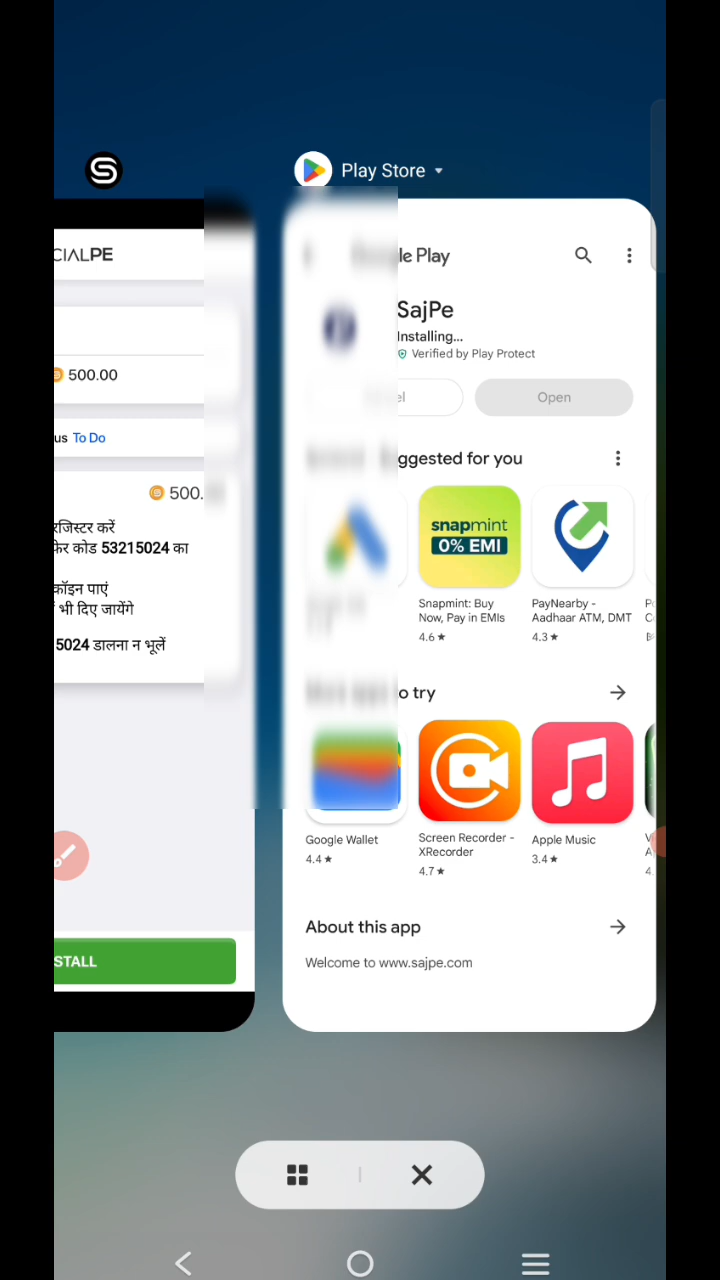 Play Store
CIALPE
500.00
us To Do
500.
रजिस्टर करें
फेर कोड 53215024 का
कॉइन पाएं
भी दिए जायेंगे
5024 डालना न भूलें
STALL
le Play
SajPe
Installing...
Verified by Play Protect
el
Open
ggested for you
snapmint
0% EMI
Snapmint: Buy
Now, Pay in EMIs
4.6 ★
PayNearby -
Aadhaar ATM, DMT
4.3 ★
o try
Google Wallet
4.4 ★
Screen Recorder -
XRecorder
4.7 ★
Apple Music
3.4 ★
About this app
Welcome to www.sajpe.com